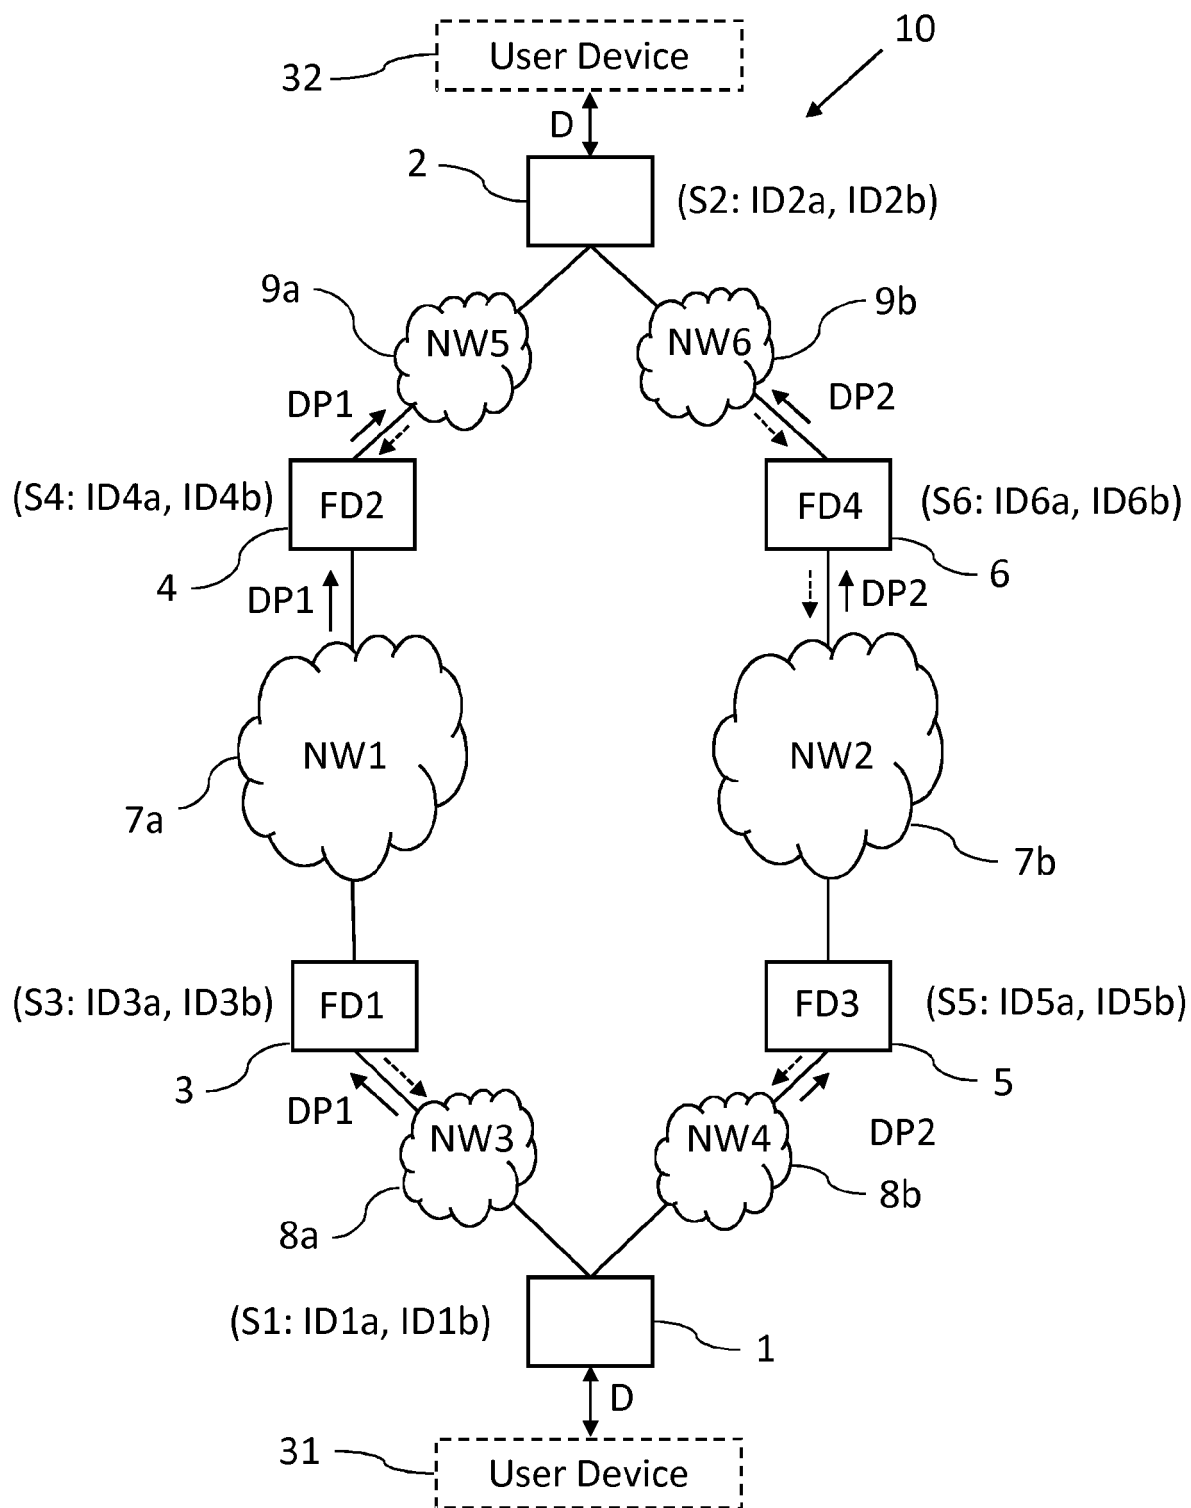 10
User Device
32
D
2
(S2: ID2a, ID2b)
9a
9b
NW5
NW6
DP1
DP2
(S4: ID4a, ID4b)
FD2
FD4
(S6: ID6a, ID6b)
4
6
DP1
DP2
NW1
NW2
7a
7b
(S3: ID3a, ID3b)
FD1
FD3
(S5: ID5a, ID5b)
3
5
DP1
DP2
NW3
NW4
8a
8b
(S1: ID1a, ID1b)
1
D
31
User Device